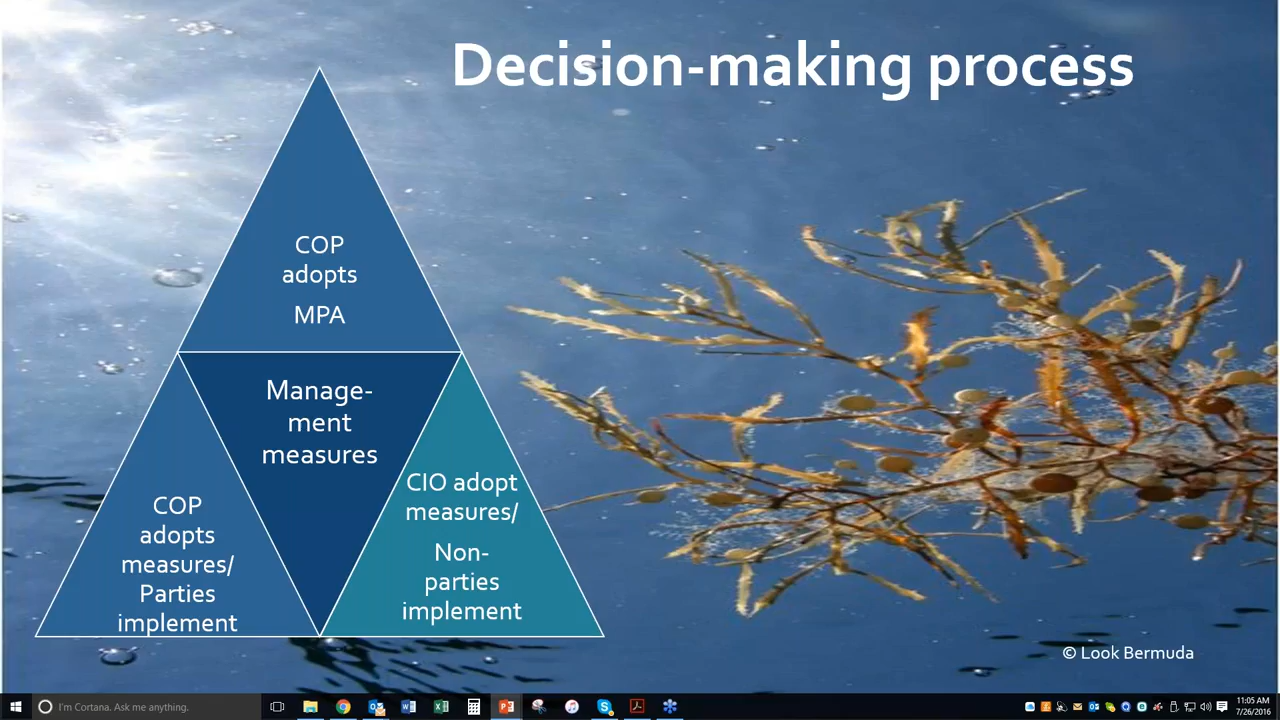 Decision-making process
COP
adopts
MPA
Manage-
ment
measures
COP
adopts
measures/
Parties
implement
CIO adopt
measures/
Non-
parties
implement
© Look Bermuda
I'm Cortana. Ask me anything.
11:05 AM
7/26/2016